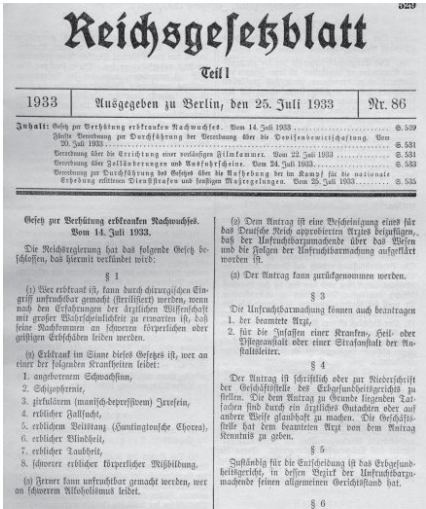 529
Reichsgesetzblatt
Teil I
1933
Ausgegeben zu Berlin, den 25. Juli 1933
Nr. 86
Inhalt: Gesetz zur Verhütung erbkranken Nachwuchses. Vom 14. Juli 1933 S. 529
Fünfte Verordnung zur Durchführung der Verordnung über die Devisenbewirtschaftung. Vom
20. Juli 1933 S. 531
Verordnung über die Errichtung einer vorläufigen Filmkammer. Vom 22. Juli 1933 S. 531
Verordnung über Zolländerungen und Ausfuhrscheine. Vom 24. Juli 1933 S. 533
Verordnung zur Durchführung des Gesetzes über die Aufhebung der im Kampf für die nationale
Erhebung erlittenen Dienststrafen und sonstigen Maßregelungen. Vom 25. Juli 1933 S. 535
Gesetz zur Verhütung erbkranken Nachwuchses.
Vom 14. Juli 1933.
Die Reichsregierung hat das folgende Gesetz be-
schlossen, das hiermit verkündet wird:
§ 1
(1) Wer erbkrank ist, kann durch chirurgischen Ein-
griff unfruchtbar gemacht (sterilisiert) werden, wenn
nach den Erfahrungen der ärztlichen Wissenschaft
mit großer Wahrscheinlichkeit zu erwarten ist, daß
seine Nachkommen an schweren körperlichen oder
geistigen Erbschäden leiden werden.
(2) Erbkrank im Sinne dieses Gesetzes ist, wer an
einer der folgenden Krankheiten leidet:
1. angeborenem Schwachsinn,
2. Schizophrenie,
3. zirkulärem (manisch-depressivem) Irresein,
4. erblicher Fallsucht,
5. erblichem Veitstanz (Huntingtonsche Chorea),
6. erblicher Blindheit,
7. erblicher Taubheit,
8. schwerer erblicher körperlicher Mißbildung.
(3) Ferner kann unfruchtbar gemacht werden, wer
an schwerem Alkoholismus leidet.
(2) Dem Antrag ist eine Bescheinigung eines für
das Deutsche Reich approbierten Arztes beizufügen,
daß der Unfruchtbarzumachende über das Wesen
und die Folgen der Unfruchtbarmachung aufgeklärt
worden ist.
(3) Der Antrag kann zurückgenommen werden.
§ 3
Die Unfruchtbarmachung können auch beantragen
1. der beamtete Arzt,
2. für die Insassen einer Kranken-, Heil- oder
Pflegeanstalt oder einer Strafanstalt der An-
staltsleiter.
§ 4
Der Antrag ist schriftlich oder zur Niederschrift
der Geschäftsstelle des Erbgesundheitsgerichts zu
stellen. Die dem Antrag zu Grunde liegenden Tat-
sachen sind durch ein ärztliches Gutachten oder auf
andere Weise glaubhaft zu machen. Die Geschäfts-
stelle hat dem beamteten Arzt von dem Antrag
Kenntnis zu geben.
§ 5
Zuständig für die Entscheidung ist das Erbgesund-
heitsgericht, in dessen Bezirk der Unfruchtbarzu-
machende seinen allgemeinen Gerichtsstand hat.
§ 6